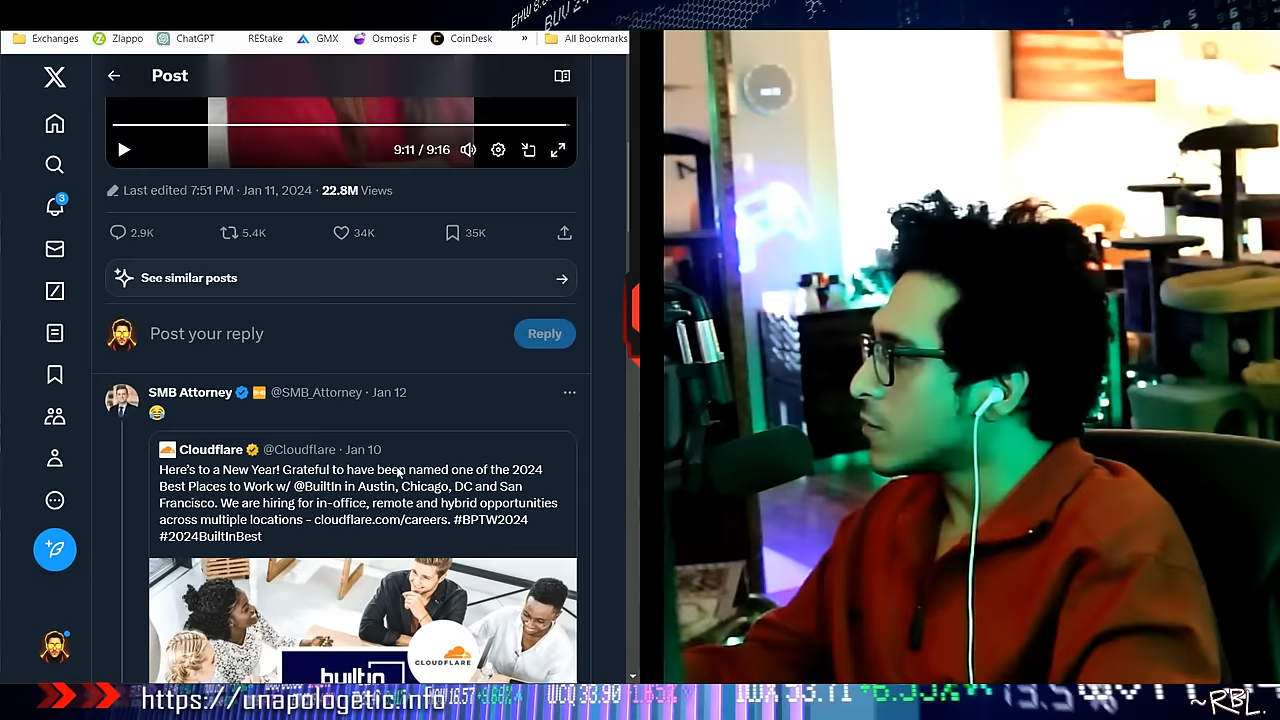 Exchanges Zlappo ChatGPT REStake GMX Osmosis F CoinDesk » All Bookmarks
Post
9:11 / 9:16
Last edited 7:51 PM · Jan 11, 2024 · 22.8M Views
2.9K 5.4K 34K 35K
See similar posts
Post your reply
Reply
SMB Attorney @SMB_Attorney · Jan 12
😂
Cloudflare @Cloudflare · Jan 10
Here's to a New Year! Grateful to have been named one of the 2024
Best Places to Work w/ @BuiltIn in Austin, Chicago, DC and San
Francisco. We are hiring for in-office, remote and hybrid opportunities
across multiple locations - cloudflare.com/careers. #BPTW2024
#2024BuiltInBest
builtin
CLOUDFLARE
3
https://unapologetic.info
WCQ 33.90
~RBL.